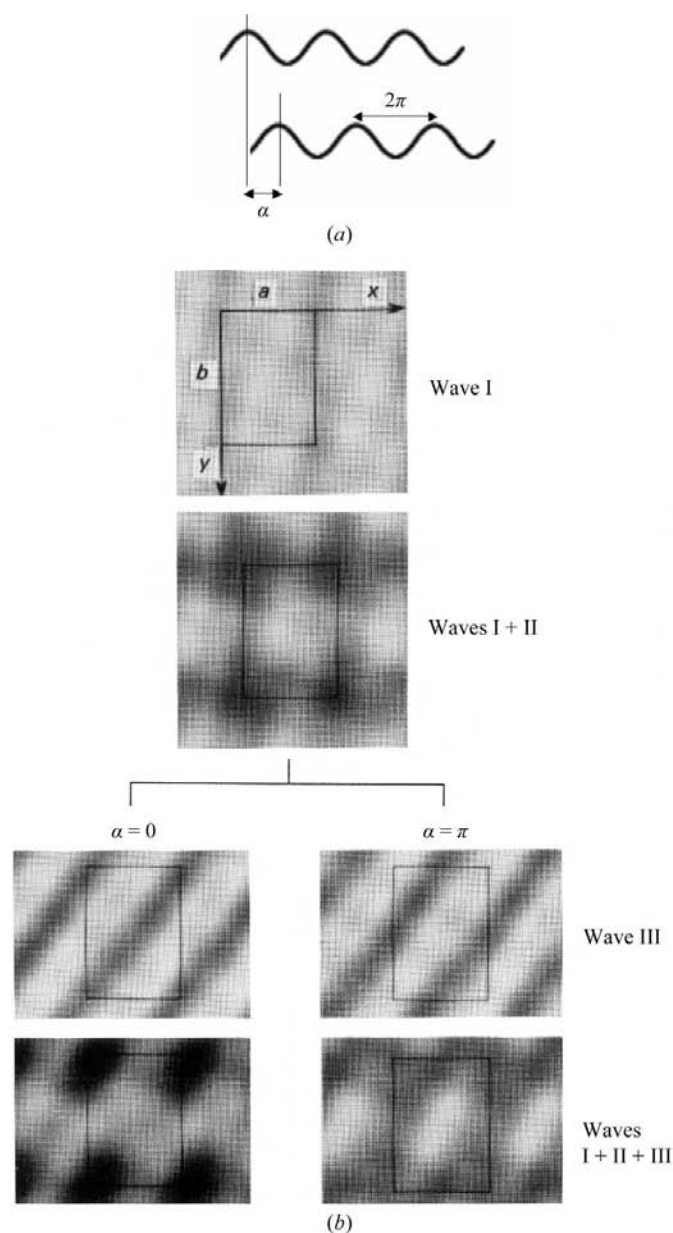 2π
α
(a)
a
x
b
Wave I
y
Waves I + II
α = 0
α = π
Wave III
Waves
I + II + III
(b)